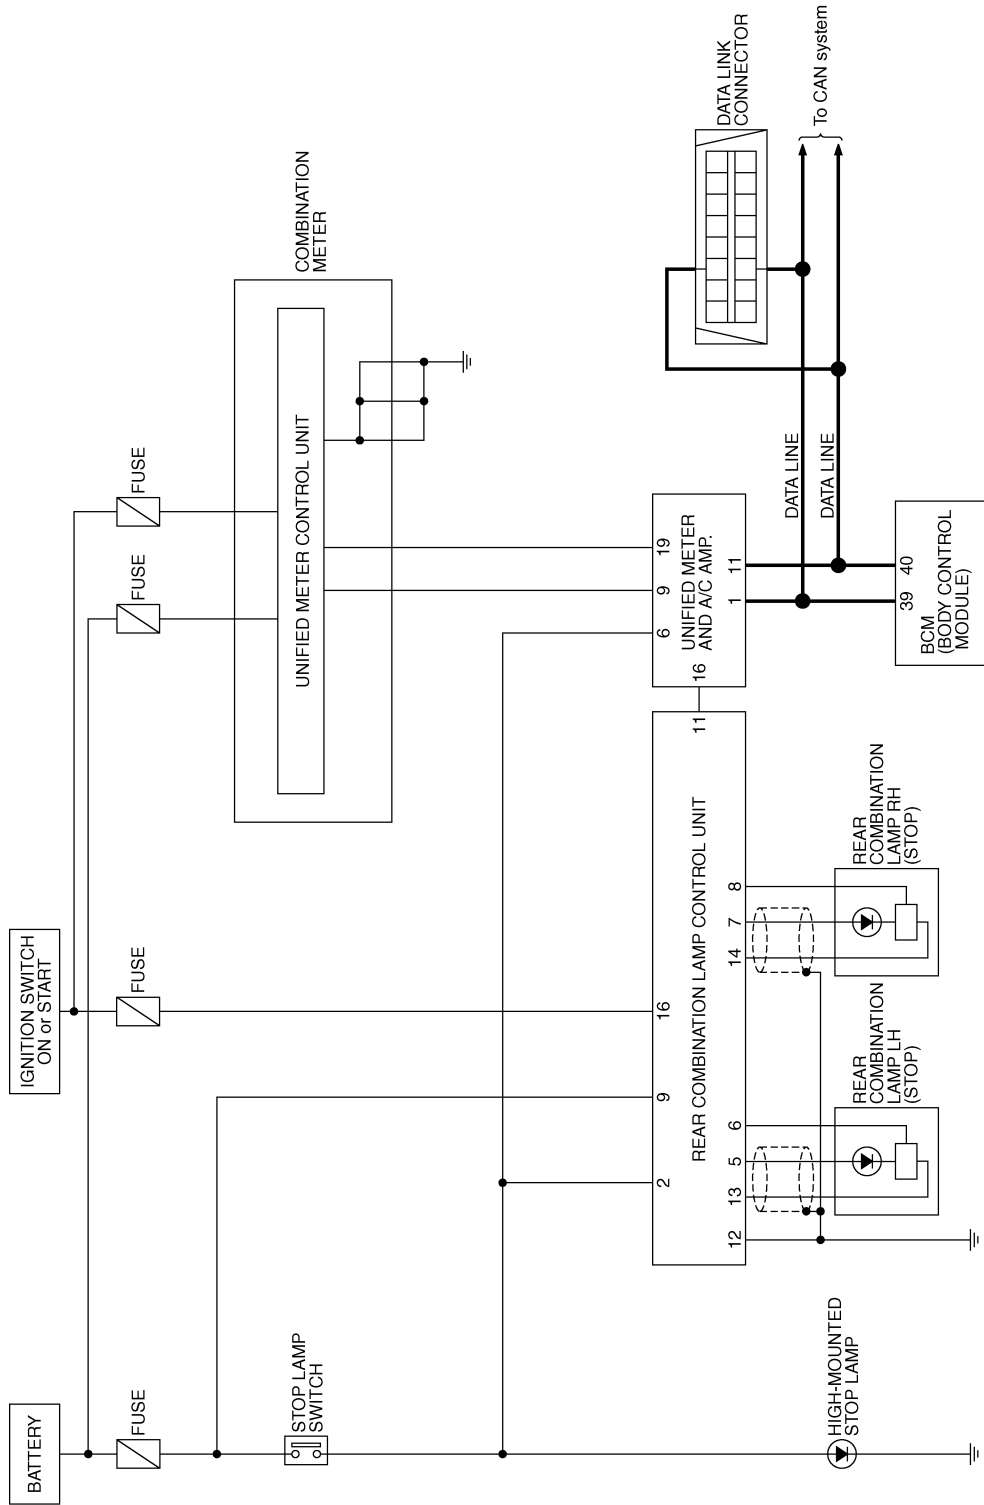 BATTERY
FUSE
STOP LAMP
SWITCH
HIGH-MOUNTED
STOP LAMP
IGNITION SWITCH
ON or START
FUSE
2
9
16
REAR COMBINATION LAMP CONTROL UNIT
12
13
5
6
14
7
8
11
REAR
COMBINATION
LAMP LH
(STOP)
REAR
COMBINATION
LAMP RH
(STOP)
FUSE
FUSE
UNIFIED METER CONTROL UNIT
COMBINATION
METER
6
9
19
16
UNIFIED METER
AND A/C AMP.
1
11
39
40
BCM
(BODY CONTROL
MODULE)
DATA LINE
DATA LINE
DATA LINK
CONNECTOR
To CAN system